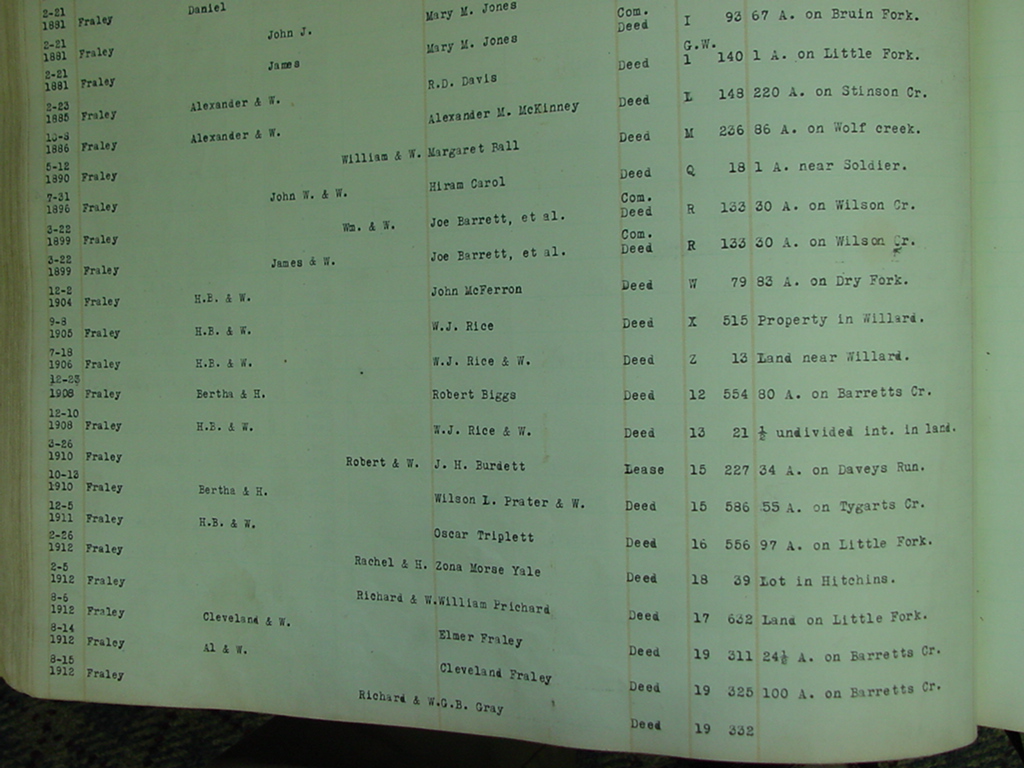 2-21 1881 Fraley Daniel
2-21 1881 Fraley John J. Mary M. Jones
2-21 1881 Fraley James Mary M. Jones Com. Deed I 93 67 A. on Bruin Fork.
2-23 1885 Fraley Alexander & W. R.D. Davis Deed G.W. 1 140 1 A. on Little Fork.
10-8 1886 Fraley Alexander & W. Alexander M. McKinney Deed L 148 220 A. on Stinson Cr.
5-12 1890 Fraley William & W. Margaret Ball Deed M 236 86 A. on Wolf creek.
7-31 1896 Fraley John W. & W. Hiram Carol Deed Q 18 1 A. near Soldier.
3-22 1899 Fraley Wm. & W. Joe Barrett, et al. Com. Deed R 133 30 A. on Wilson Cr.
3-22 1899 Fraley James & W. Joe Barrett, et al. Com. Deed R 133 30 A. on Wilson Cr.
12-2 1904 Fraley H.B. & W. John McFerron Deed W 79 83 A. on Dry Fork.
9-8 1905 Fraley H.B. & W. W.J. Rice Deed X 515 Property in Willard.
7-18 1906 Fraley H.B. & W. W.J. Rice & W. Deed Z 13 Land near Willard.
12-23 1908 Fraley Bertha & H. Robert Biggs Deed 12 554 80 A. on Barretts Cr.
12-10 1908 Fraley H.B. & W. W.J. Rice & W. Deed 13 21 ½ undivided int. in land.
3-26 1910 Fraley Robert & W. J. H. Burdett Lease 15 227 34 A. on Daveys Run.
10-13 1910 Fraley Bertha & H. Wilson L. Prater & W. Deed 15 586 55 A. on Tygarts Cr.
12-5 1911 Fraley H.B. & W. Oscar Triplett Deed 16 556 97 A. on Little Fork.
2-26 1912 Fraley Rachel & H. Zona Morse Yale Deed 18 39 Lot in Hitchins.
2-5 1912 Fraley Richard & W. William Prichard Deed 17 632 Land on Little Fork.
8-6 1912 Fraley Cleveland & W. Elmer Fraley Deed 19 311 24½ A. on Barretts Cr.
8-14 1912 Fraley Al & W. Cleveland Fraley Deed 19 325 100 A. on Barretts Cr.
8-15 1912 Fraley Richard & W. G.B. Gray Deed 19 332